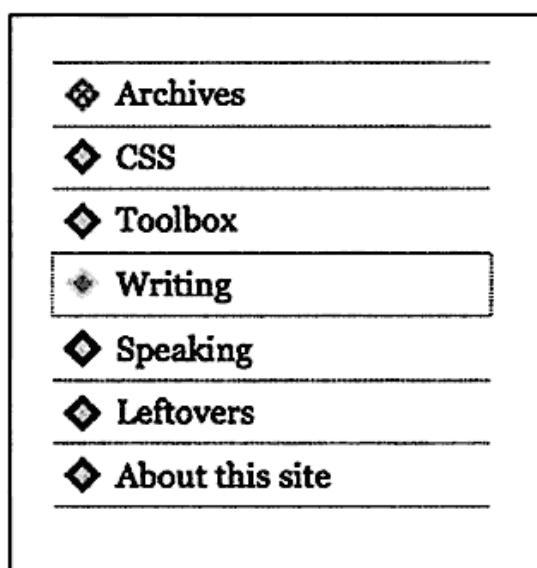 Archives
CSS
Toolbox
Writing
Speaking
Leftovers
About this site